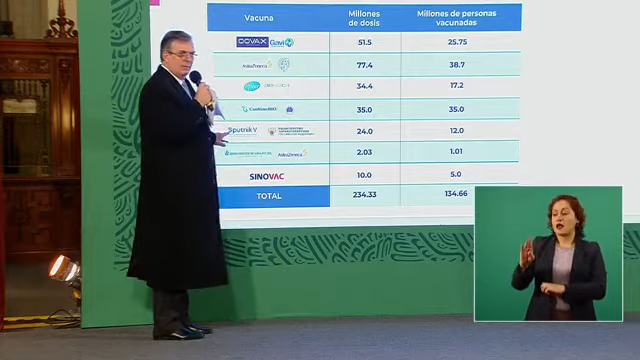 Vacuna Millones de dosis Millones de personas vacunadas
COVAX Gavi 51.5 25.75
AstraZeneca 77.4 38.7
Pfizer 34.4 17.2
CanSinoBIO 35.0 35.0
Sputnik V 24.0 12.0
AstraZeneca 2.03 1.01
SINOVAC 10.0 5.0
TOTAL 234.33 134.66